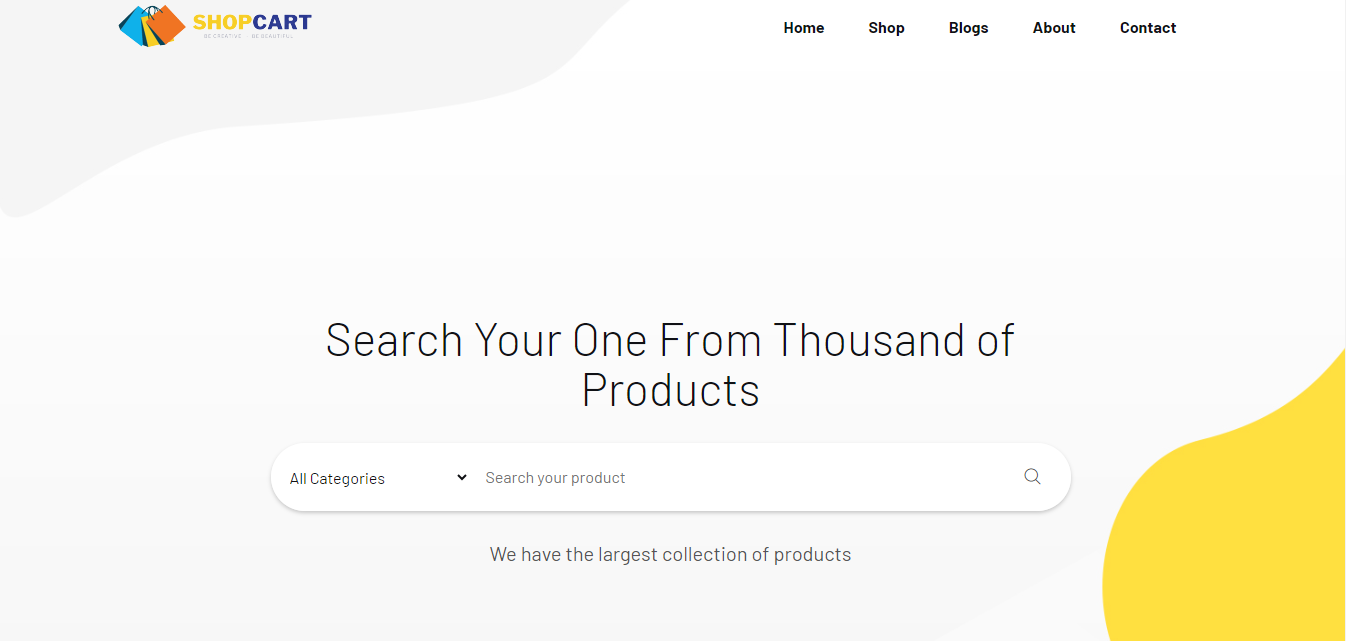 SHOPCART
BE CREATIVE BE BEAUTIFUL
Home Shop Blogs About Contact
Search Your One From Thousand of
Products
All Categories Search your product
We have the largest collection of products